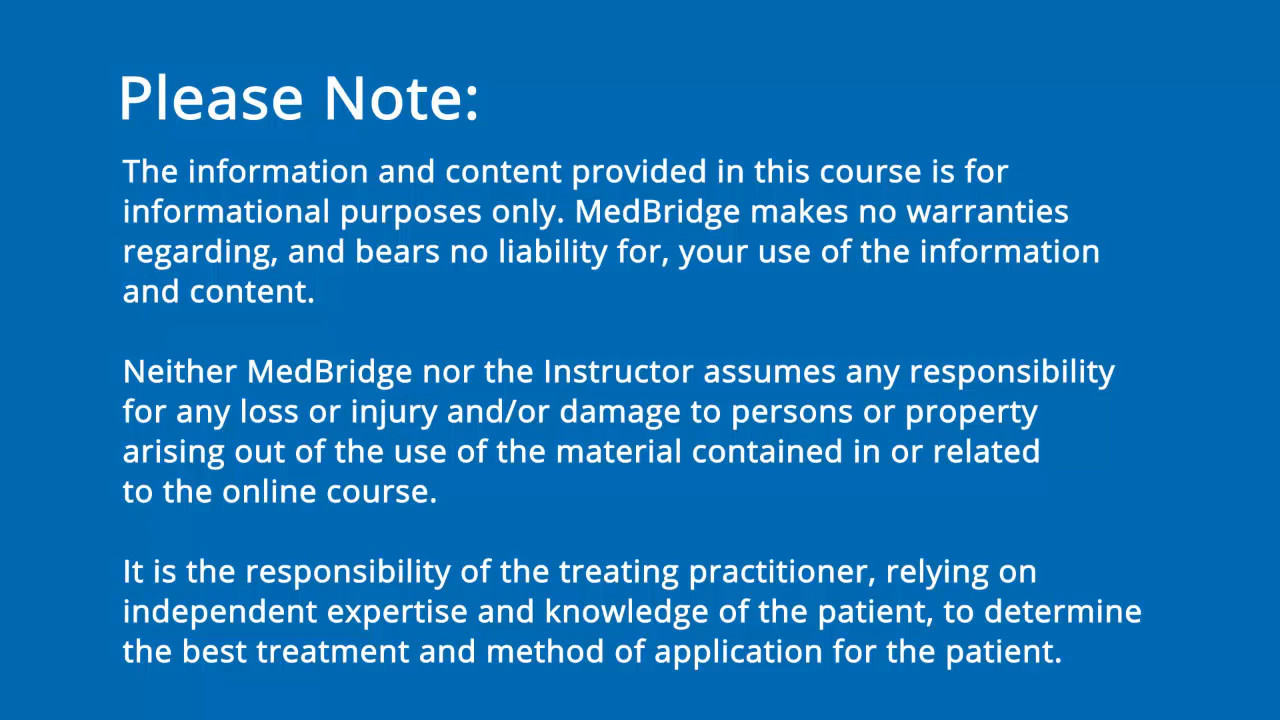 Please Note:
The information and content provided in this course is for
informational purposes only. MedBridge makes no warranties
regarding, and bears no liability for, your use of the information
and content.
Neither MedBridge nor the Instructor assumes any responsibility
for any loss or injury and/or damage to persons or property
arising out of the use of the material contained in or related
to the online course.
It is the responsibility of the treating practitioner, relying on
independent expertise and knowledge of the patient, to determine
the best treatment and method of application for the patient.